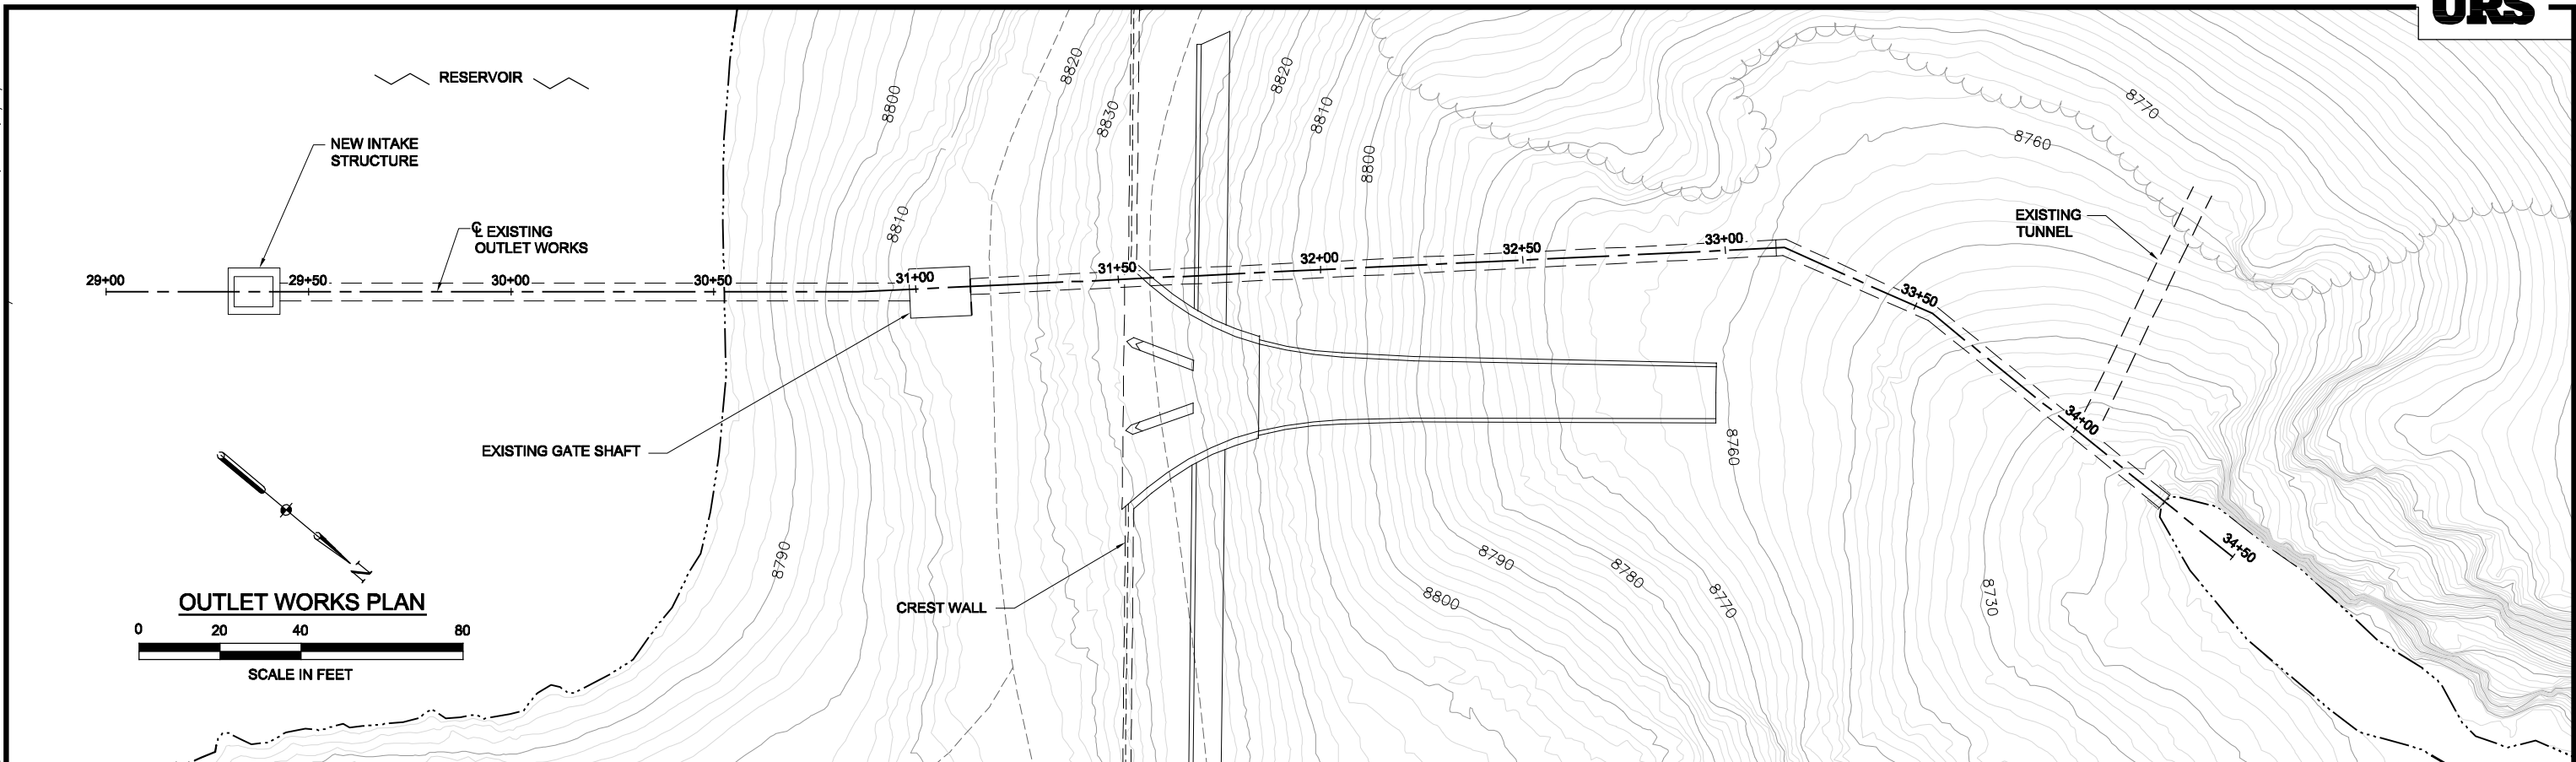 URS
RESERVOIR
NEW INTAKE
STRUCTURE
℄ EXISTING
OUTLET WORKS
29+00
29+50
30+00
30+50
31+00
31+50
32+00
32+50
33+00
33+50
34+00
34+50
8800
8810
8820
8830
8820
8810
8800
8770
8760
EXISTING
TUNNEL
EXISTING GATE SHAFT
CREST WALL
8790
8760
8790
8780
8770
8800
8730
N
OUTLET WORKS PLAN
0 20 40 80
SCALE IN FEET